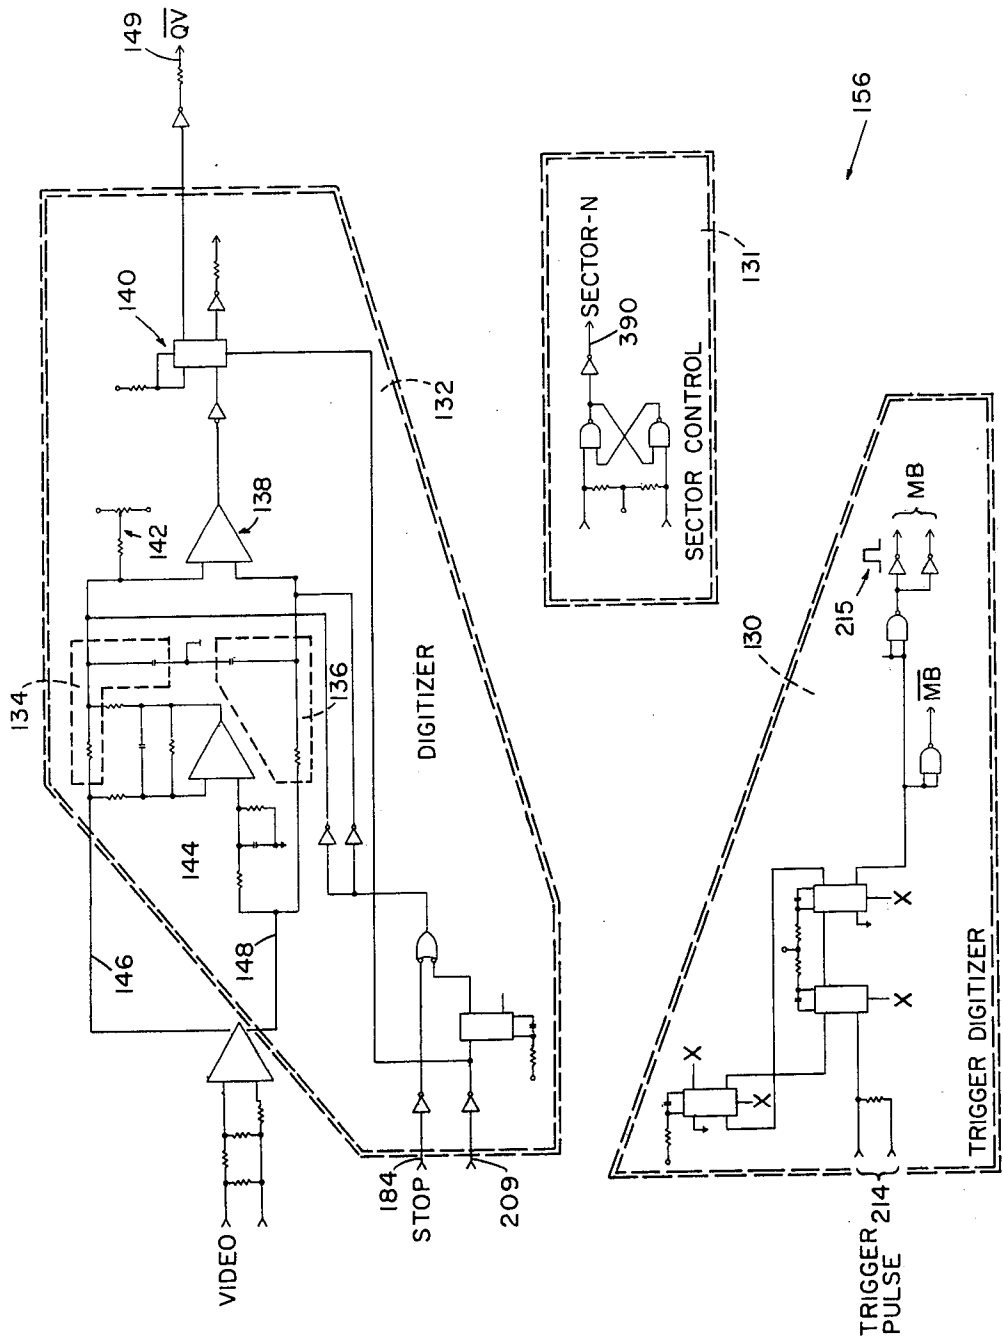 149
QV
140
132
138
142
134
136
DIGITIZER
144
146
148
VIDEO
184
STOP
209
156
SECTOR-N
390
131
SECTOR CONTROL
215
MB
130
MB
X
X
X
X
TRIGGER DIGITIZER
214
TRIGGER
PULSE